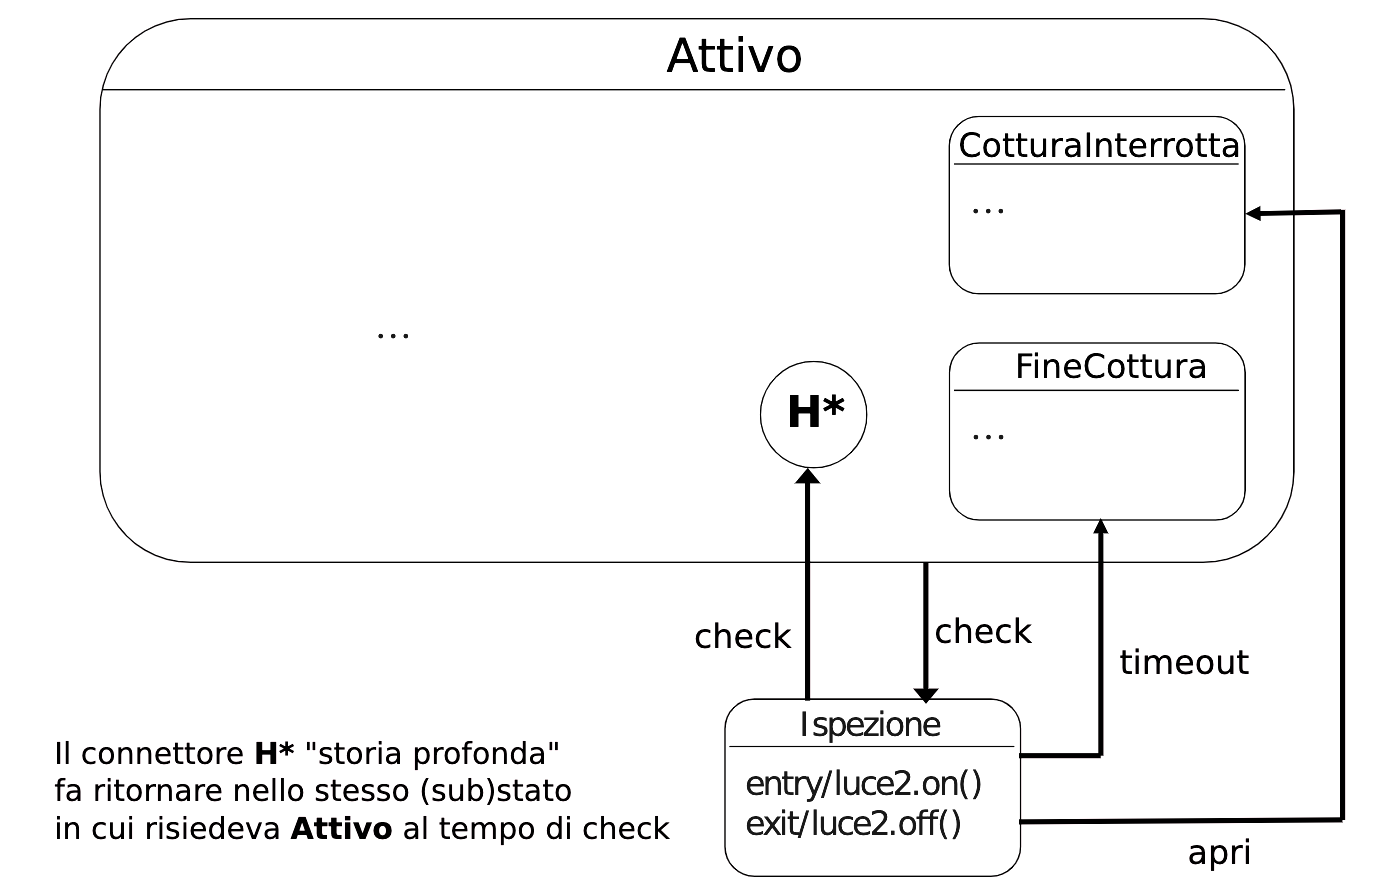 Attivo
CotturaInterrotta
...
...
FineCottura
...
H*
check
check
timeout
Ispezione
entry/luce2.on()
exit/luce2.off()
apri
Il connettore H* "storia profonda"
fa ritornare nello stesso (sub)stato
in cui risiedeva Attivo al tempo di check